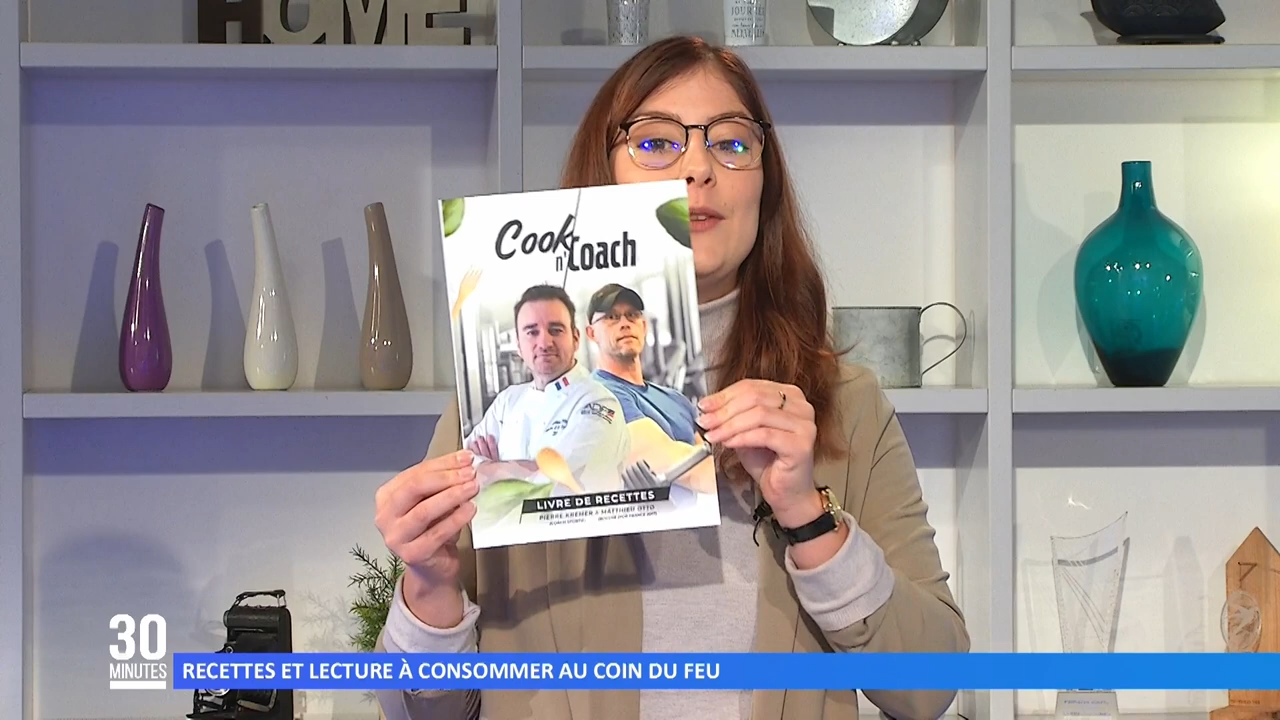 HOME
Cook
n'Coach
LIVRE DE RECETTES
PIERRE KREMER & MATTHIEU OTTO
30
MINUTES
RECETTES ET LECTURE À CONSOMMER AU COIN DU FEU